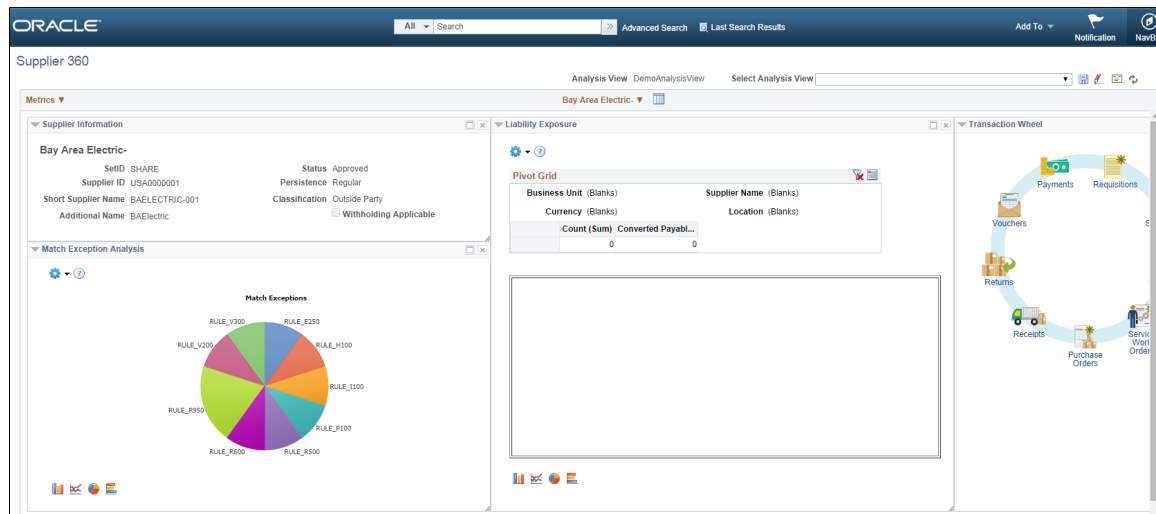 ORACLE
All Search Advanced Search Last Search Results Add To Notification
Supplier 360
Analysis View DemoAnalysisView Select Analysis View
Metrics Bay Area Electric-
Supplier Information
Bay Area Electric-
SetID SHARE Status Approved
Supplier ID USA0000001 Persistence Regular
Short Supplier Name BAELECTRIC-001 Classification Outside Party
Additional Name BAElectric Withholding Applicable
Match Exception Analysis
Match Exceptions
RULE_V300 RULE_E250
RULE_V200 RULE_H100
RULE_I100
RULE_R950
RULE_P100
RULE_R600 RULE_R500
Liability Exposure
Pivot Grid
Business Unit (Blanks) Supplier Name (Blanks)
Currency (Blanks) Location (Blanks)
Count (Sum) Converted Payabl...
0 0
Transaction Wheel
Payments Requisitions
Vouchers S
Returns
Receipts
Purchase
Orders
Servic
Work
Order
NavB